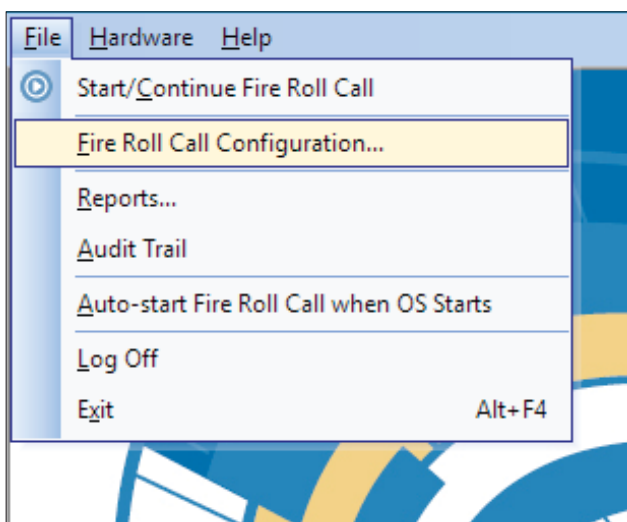 File Hardware Help
Start/Continue Fire Roll Call
Fire Roll Call Configuration...
Reports...
Audit Trail
Auto-start Fire Roll Call when OS Starts
Log Off
Exit Alt+F4